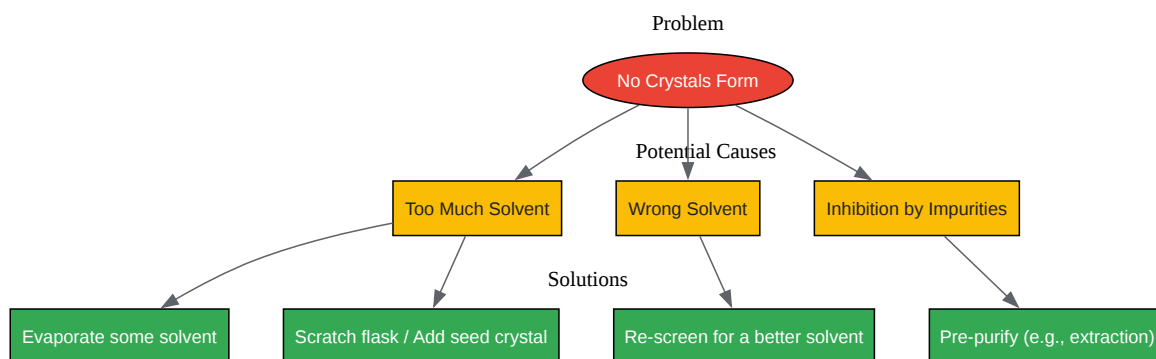 Problem
No Crystals Form
Potential Causes
Too Much Solvent
Wrong Solvent
Inhibition by Impurities
Solutions
Evaporate some solvent
Scratch flask / Add seed crystal
Re-screen for a better solvent
Pre-purify (e.g., extraction)